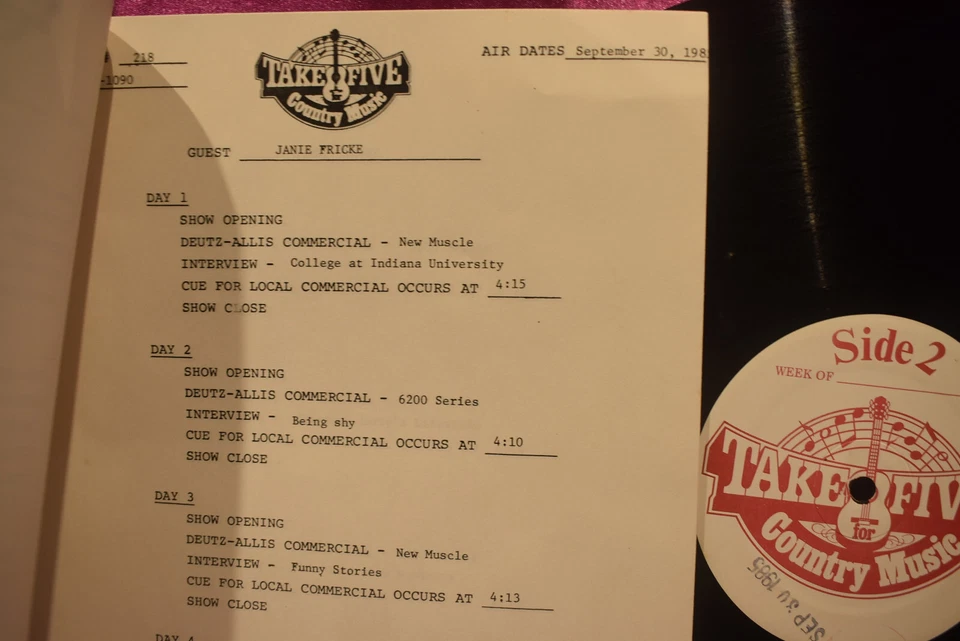 218
-1090
TAKE FIVE
for
Country Music
AIR DATES September 30, 198
GUEST JANIE FRICKE
DAY 1
SHOW OPENING
DEUTZ-ALLIS COMMERCIAL - New Muscle
INTERVIEW - College at Indiana University
CUE FOR LOCAL COMMERCIAL OCCURS AT 4:15
SHOW CLOSE
DAY 2
SHOW OPENING
DEUTZ-ALLIS COMMERCIAL - 6200 Series
INTERVIEW - Being shy
CUE FOR LOCAL COMMERCIAL OCCURS AT 4:10
SHOW CLOSE
DAY 3
SHOW OPENING
DEUTZ-ALLIS COMMERCIAL - New Muscle
INTERVIEW - Funny Stories
CUE FOR LOCAL COMMERCIAL OCCURS AT 4:13
SHOW CLOSE
DAY 4
Side 2
WEEK OF
TAKE FIV
for
Country Music
SEP 30 1985